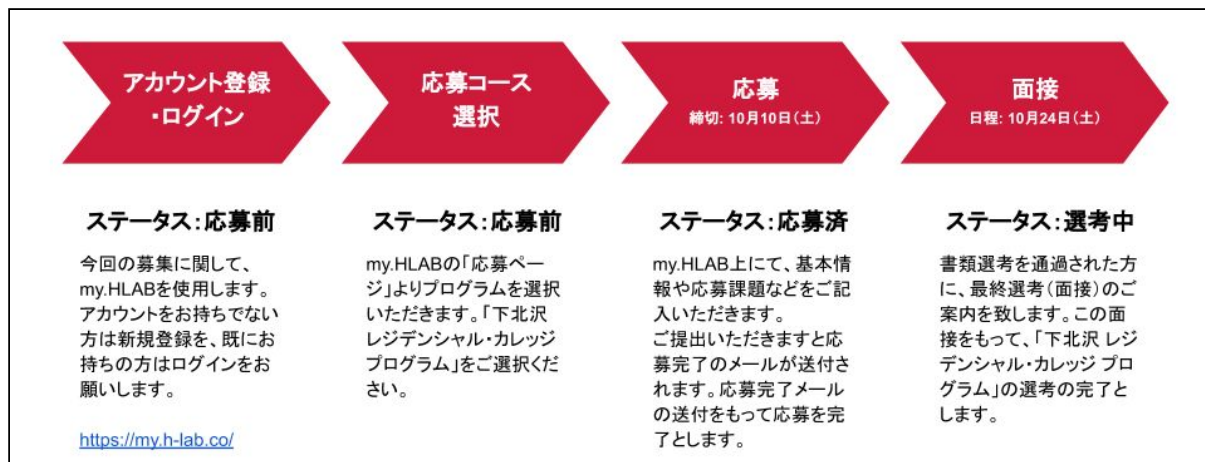 アカウント登録
・ログイン
応募コース
選択
応募
締切: 10月10日(土)
面接
日程: 10月24日(土)
ステータス:応募前
今回の募集に関して、
my.HLABを使用します。
アカウントをお持ちでない
方は新規登録を、既にお
持ちの方はログインをお
願いします。
https://my.h-lab.co/
ステータス:応募前
my.HLABの「応募ペー
ジ」よりプログラムを選択
いただきます。「下北沢
レジデンシャル・カレッジ
プログラム」をご選択くだ
さい。
ステータス:応募済
my.HLAB上にて、基本情
報や応募課題などをご記
入いただきます。
ご提出いただきますと応
募完了のメールが送付さ
れます。応募完了メール
の送付をもって応募を完
了とします。
ステータス:選考中
書類選考を通過された方
に、最終選考(面接)のご
案内を致します。この面
接をもって、「下北沢 レジ
デンシャル・カレッジ プロ
グラム」の選考の完了と
します。